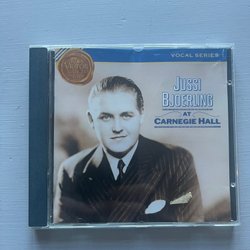 VOCAL SERIES
JUSSI
BJOERLING
AT
CARNEGIE HALL